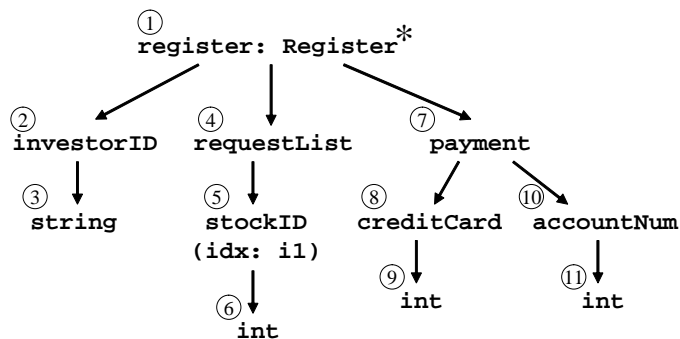 ① register: Register*
② investorID ④ requestList ⑦ payment
③ string ⑤ stockID ⑧ creditCard ⑩ accountNum
(idx: i1)
⑥ int ⑨ int ⑪ int